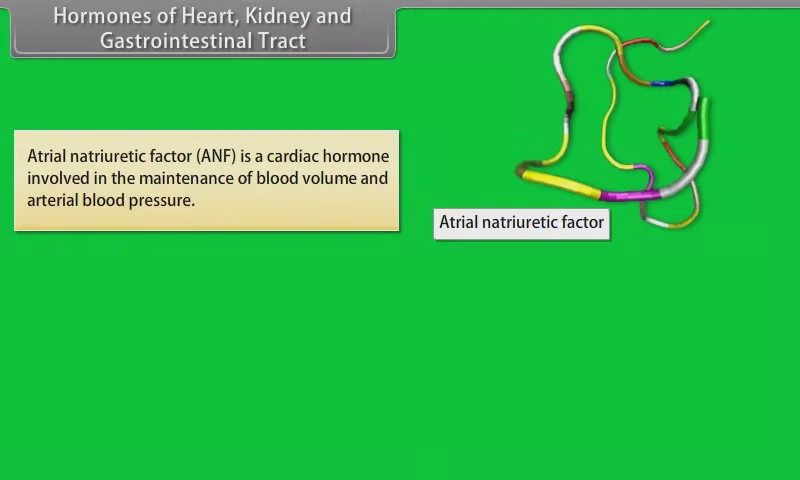 Hormones of Heart, Kidney and
Gastrointestinal Tract
Atrial natriuretic factor (ANF) is a cardiac hormone
involved in the maintenance of blood volume and
arterial blood pressure.
Atrial natriuretic factor